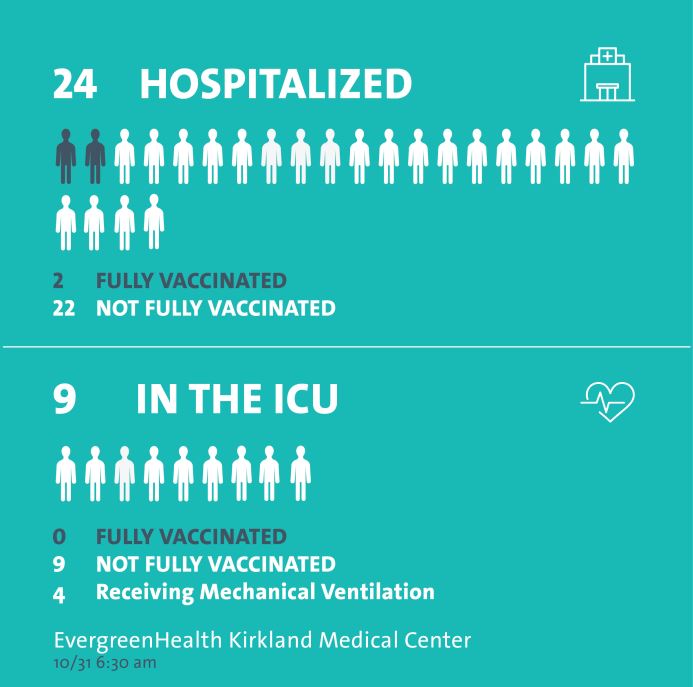 24 HOSPITALIZED
2 FULLY VACCINATED
22 NOT FULLY VACCINATED
9 IN THE ICU
0 FULLY VACCINATED
9 NOT FULLY VACCINATED
4 Receiving Mechanical Ventilation
EvergreenHealth Kirkland Medical Center
10/31 6:30 am